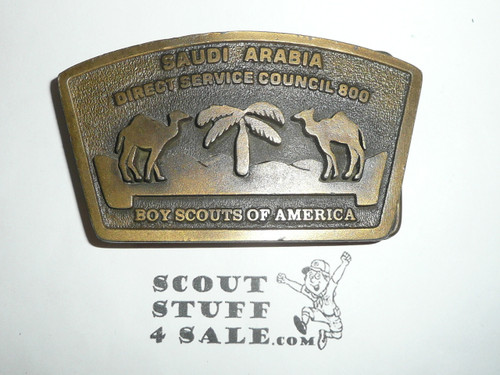 SAUDI ARABIA
DIRECT SERVICE COUNCIL 800
BOY SCOUTS OF AMERICA
SCOUT
STUFF
4 SALE.com